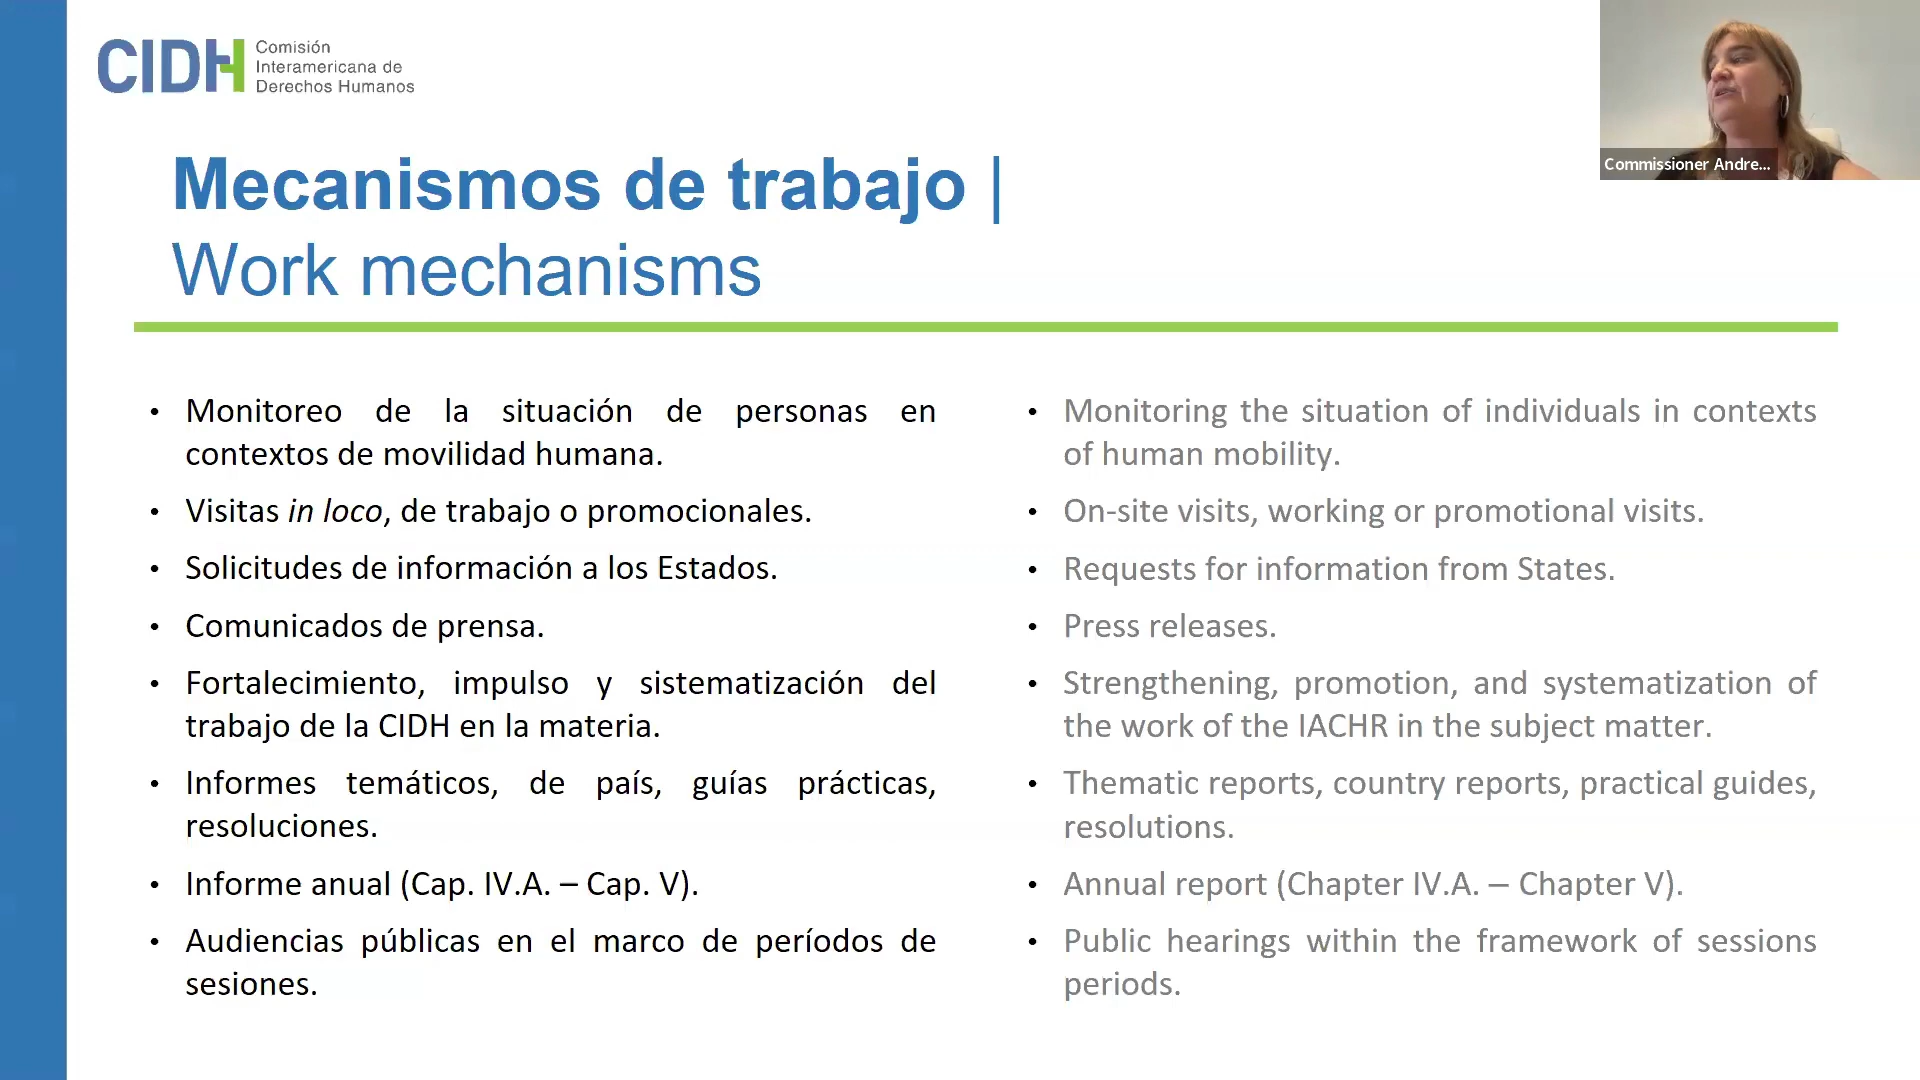 CIDH
Comisión
Interamericana de
Derechos Humanos
Commissioner Andre...
Mecanismos de trabajo |
Work mechanisms
• Monitoreo de la situación de personas en
contextos de movilidad humana.
• Visitas in loco, de trabajo o promocionales.
• Solicitudes de información a los Estados.
• Comunicados de prensa.
• Fortalecimiento, impulso y sistematización del
trabajo de la CIDH en la materia.
• Informes temáticos, de país, guías prácticas,
resoluciones.
• Informe anual (Cap. IV.A. – Cap. V).
• Audiencias públicas en el marco de períodos de
sesiones.
• Monitoring the situation of individuals in contexts
of human mobility.
• On-site visits, working or promotional visits.
• Requests for information from States.
• Press releases.
• Strengthening, promotion, and systematization of
the work of the IACHR in the subject matter.
• Thematic reports, country reports, practical guides,
resolutions.
• Annual report (Chapter IV.A. – Chapter V).
• Public hearings within the framework of sessions
periods.